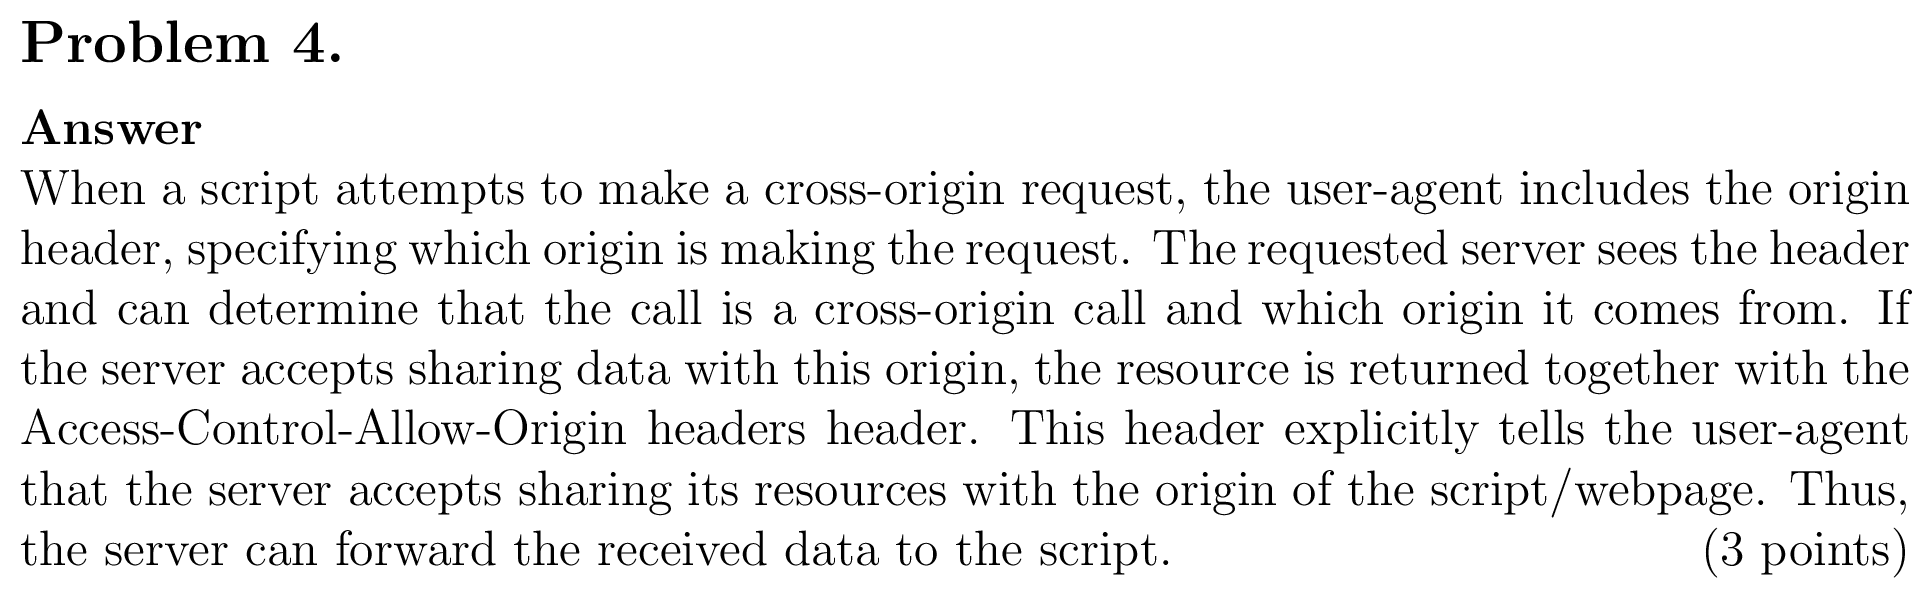 Problem 4.
Answer
When a script attempts to make a cross-origin request, the user-agent includes the origin
header, specifying which origin is making the request. The requested server sees the header
and can determine that the call is a cross-origin call and which origin it comes from. If
the server accepts sharing data with this origin, the resource is returned together with the
Access-Control-Allow-Origin headers header. This header explicitly tells the user-agent
that the server accepts sharing its resources with the origin of the script/webpage. Thus,
the server can forward the received data to the script. (3 points)